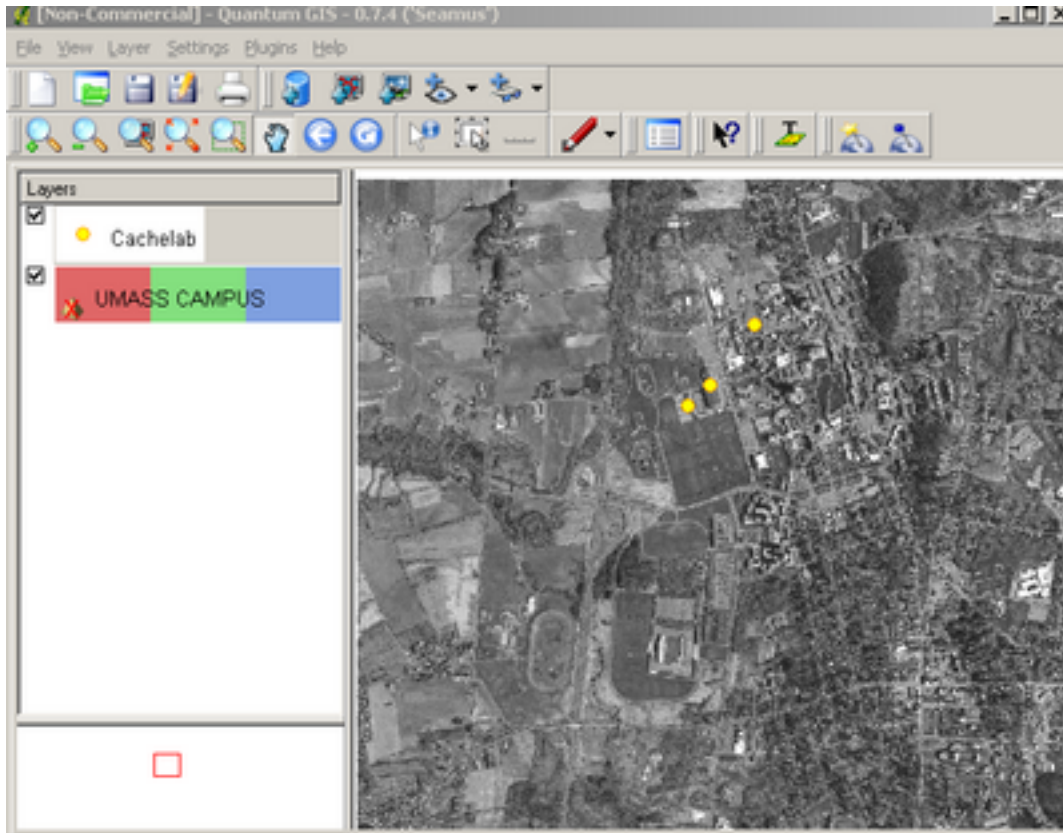 [Non-Commercial] - Quantum GIS - 0.7.4 ('Seamus')
File View Layer Settings Plugins Help
Layers
Cachelab
UMASS CAMPUS